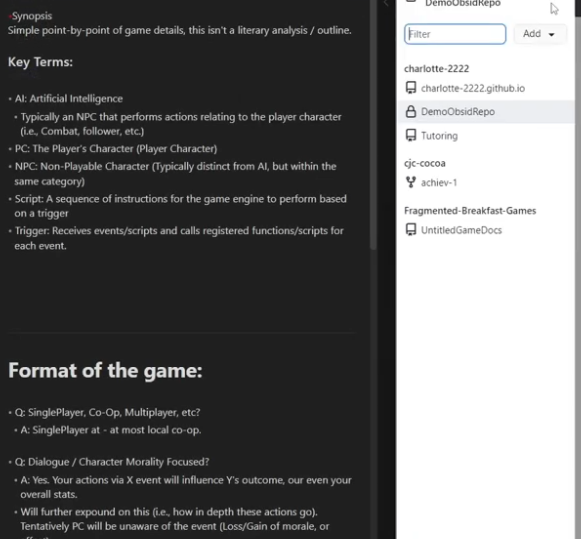 Synopsis
Simple point-by-point of game details, this isn't a literary analysis / outline.
Key Terms:
• AI: Artificial Intelligence
• Typically an NPC that performs actions relating to the player character
(i.e., Combat, follower, etc.)
• PC: The Player's Character (Player Character)
• NPC: Non-Playable Character (Typically distinct from AI, but within the
same category)
• Script: A sequence of instructions for the game engine to perform based
on a trigger
• Trigger: Receives events/scripts and calls registered functions/scripts for
each event.
Format of the game:
• Q: SinglePlayer, Co-Op, Multiplayer, etc?
• A: SinglePlayer at - at most local co-op.
• Q: Dialogue / Character Morality Focused?
• A: Yes. Your actions via X event will influence Y's outcome, our even your
overall stats.
• Will further expound on this (i.e., how in depth these actions go).
Tentatively PC will be unaware of the event (Loss/Gain of morale, or
DemoObsidRepo
Filter
Add
charlotte-2222
charlotte-2222.github.io
DemoObsidRepo
Tutoring
cjc-cocoa
achiev-1
Fragmented-Breakfast-Games
UntitledGameDocs